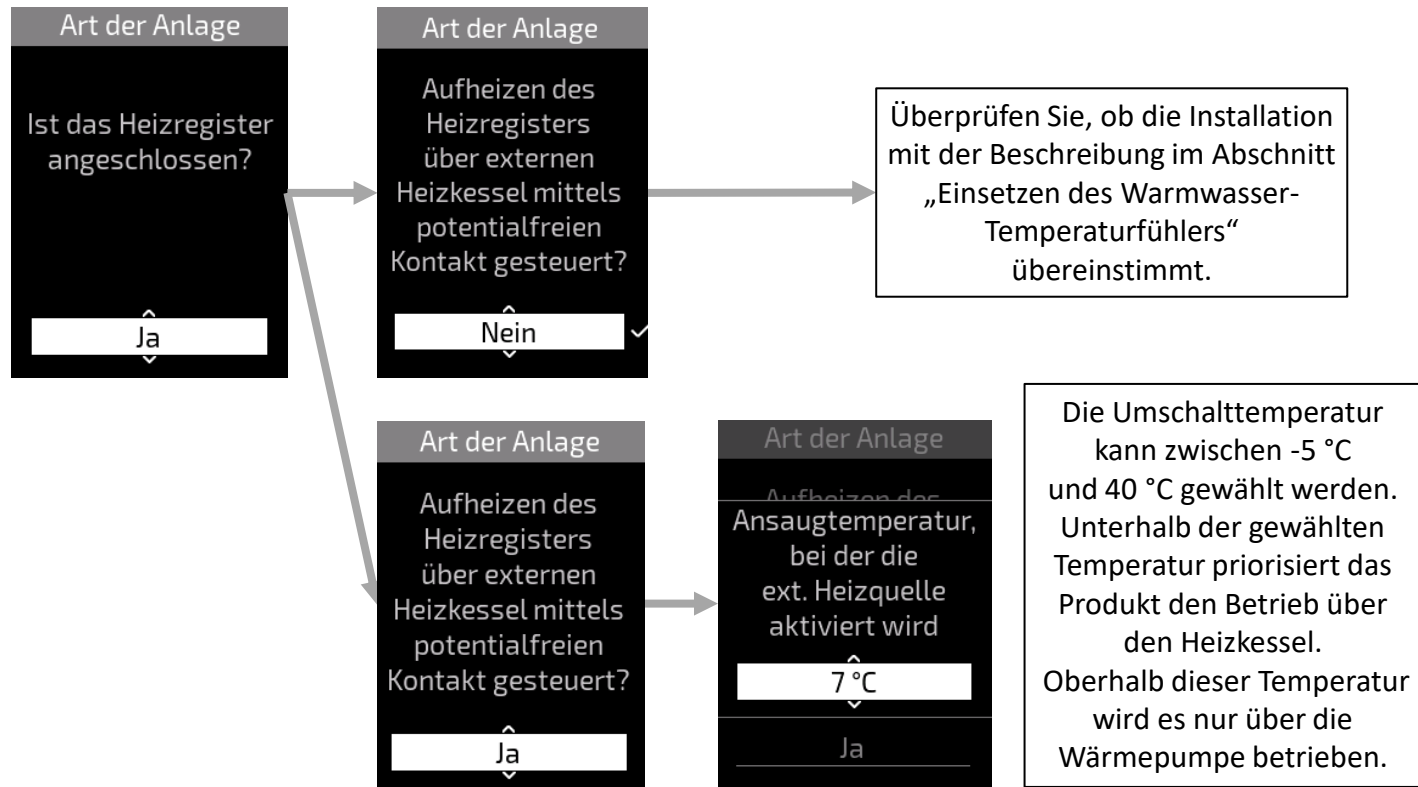 Art der Anlage
Ist das Heizregister
angeschlossen?
Ja
Art der Anlage
Aufheizen des
Heizregisters
über externen
Heizkessel mittels
potentialfreien
Kontakt gesteuert?
Nein
Überprüfen Sie, ob die Installation
mit der Beschreibung im Abschnitt
„Einsetzen des Warmwasser-
Temperaturfühlers“
übereinstimmt.
Art der Anlage
Aufheizen des
Heizregisters
über externen
Heizkessel mittels
potentialfreien
Kontakt gesteuert?
Ja
Art der Anlage
Aufheizen des
Ansaugtemperatur,
bei der die
ext. Heizquelle
aktiviert wird
7 °C
Ja
Die Umschalttemperatur
kann zwischen -5 °C
und 40 °C gewählt werden.
Unterhalb der gewählten
Temperatur priorisiert das
Produkt den Betrieb über
den Heizkessel.
Oberhalb dieser Temperatur
wird es nur über die
Wärmepumpe betrieben.